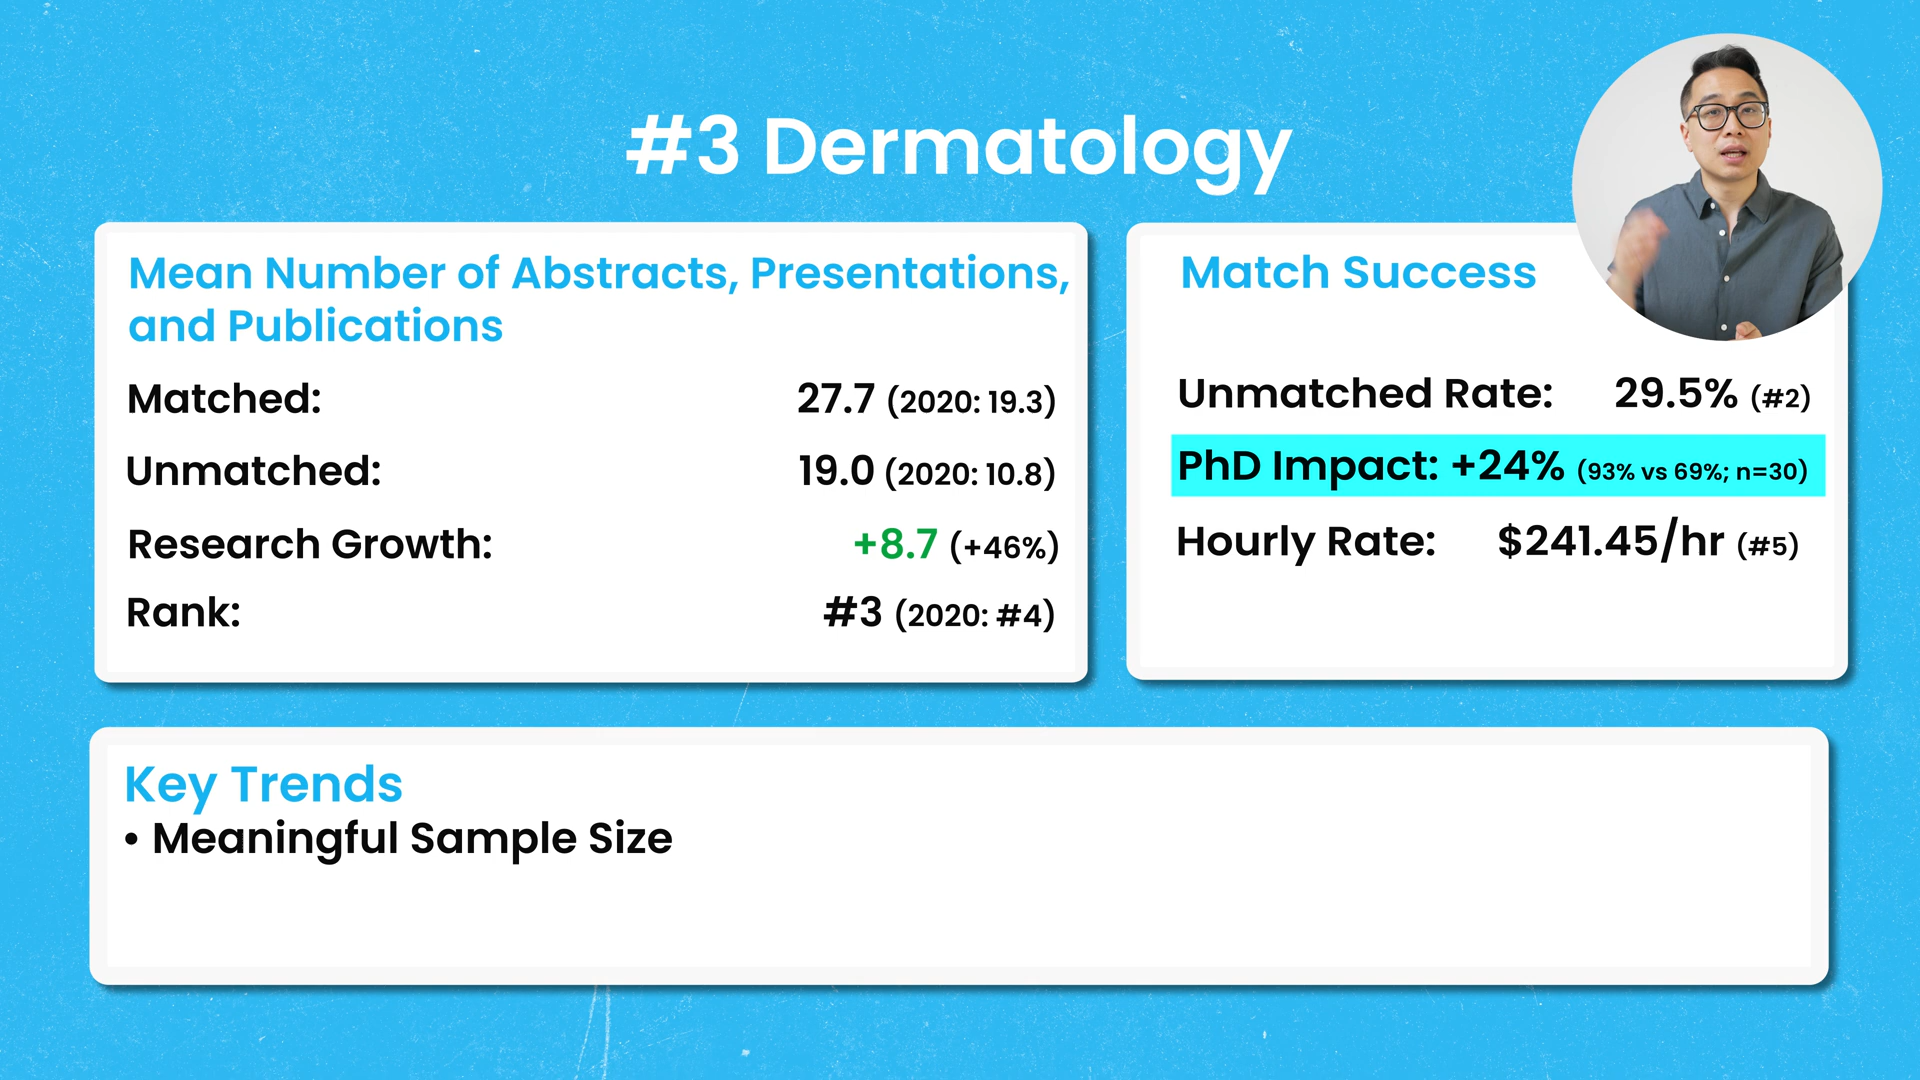 #3 Dermatology
Mean Number of Abstracts, Presentations,
and Publications
Matched: 27.7 (2020: 19.3)
Unmatched: 19.0 (2020: 10.8)
Research Growth: +8.7 (+46%)
Rank: #3 (2020: #4)
Match Success
Unmatched Rate: 29.5% (#2)
PhD Impact: +24% (93% vs 69%; n=30)
Hourly Rate: $241.45/hr (#5)
Key Trends
• Meaningful Sample Size